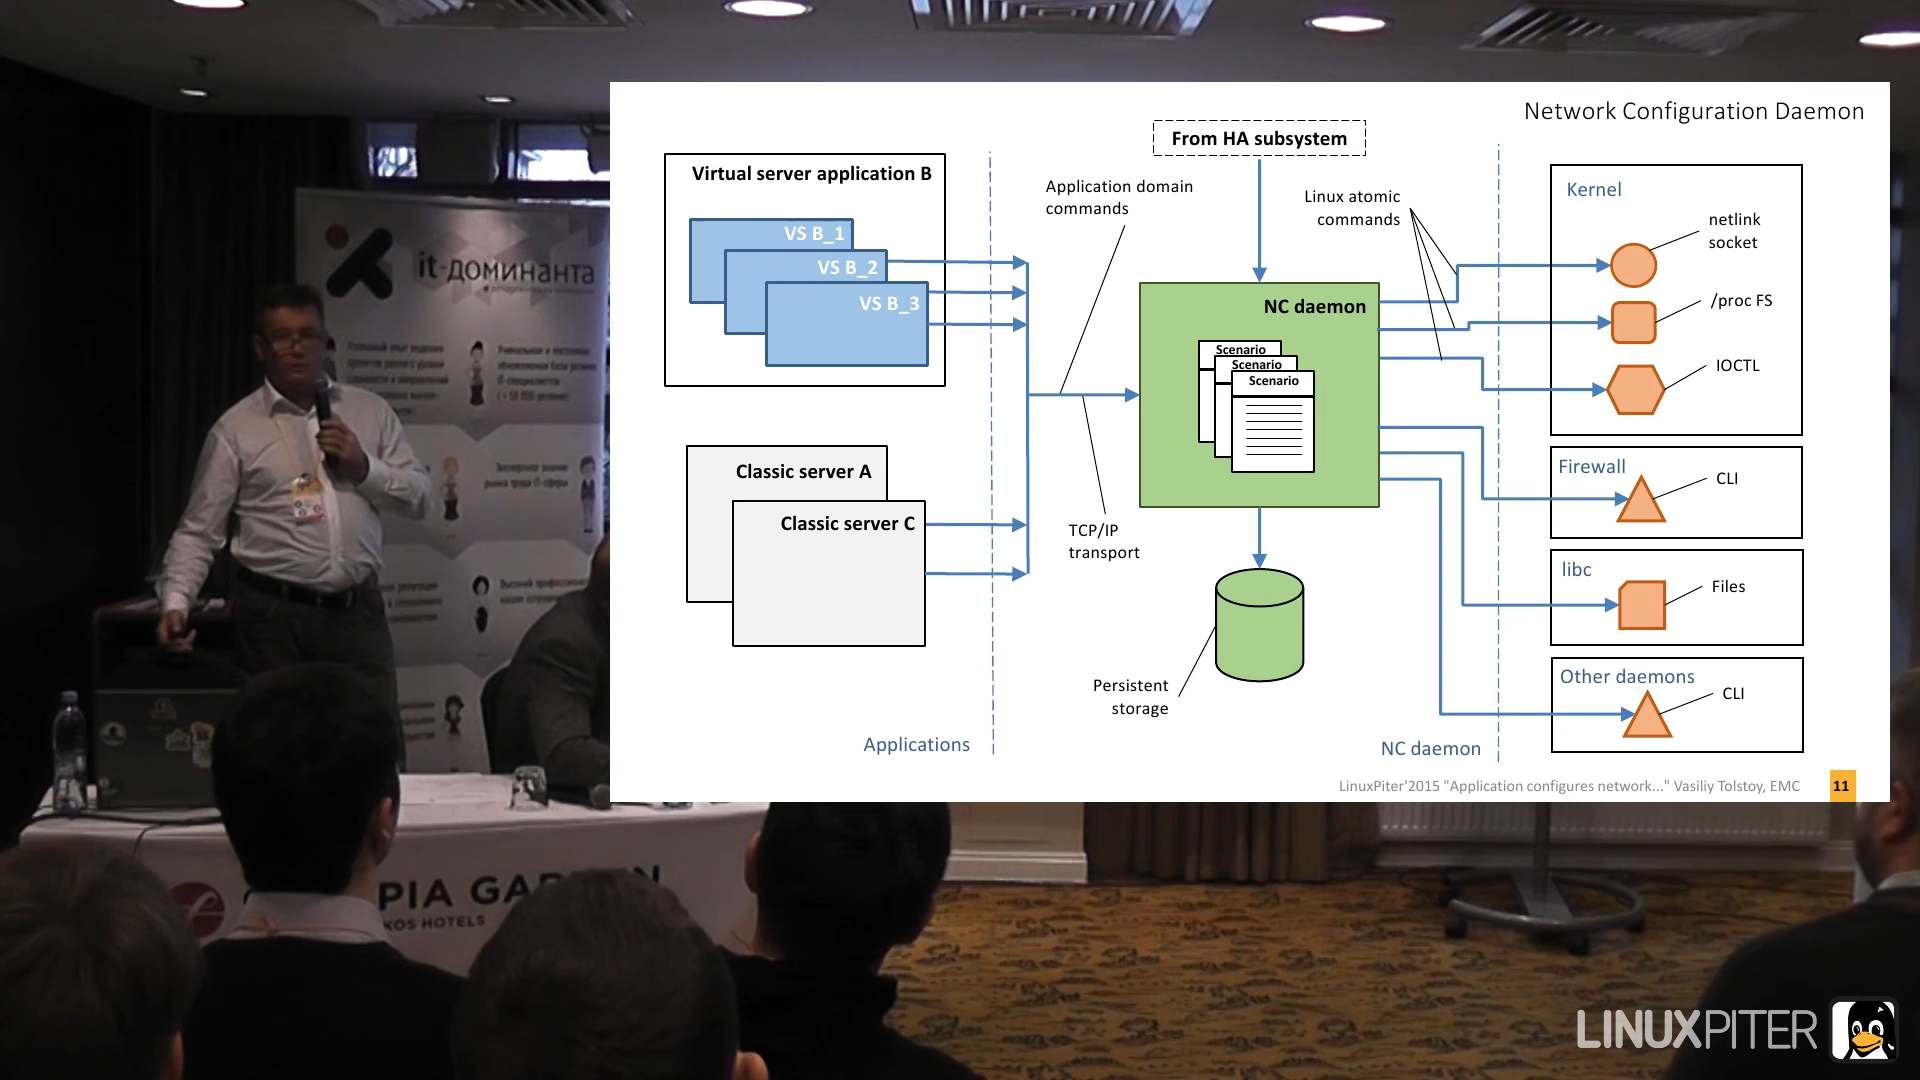 Network Configuration Daemon
From HA subsystem
Virtual server application B
VS B_1
VS B_2
VS B_3
Application domain
commands
Linux atomic
commands
Kernel
netlink
socket
/proc FS
IOCTL
NC daemon
Scenario
Scenario
Scenario
Classic server A
Classic server C
TCP/IP
transport
Firewall
CLI
libc
Files
Persistent
storage
Other daemons
CLI
Applications
NC daemon
LinuxPiter'2015 "Application configures network..." Vasiliy Tolstoy, EMC
11
it-доминанта
PIA GA
KOS HOTELS
LINUXPITER